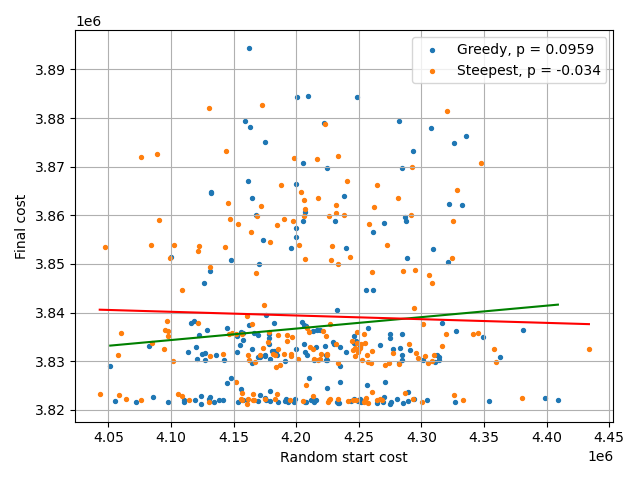 1e6
Greedy, p = 0.0959
Steepest, p = -0.034
3.89
3.88
3.87
3.86
3.85
3.84
3.83
3.82
Final cost
4.05
4.10
4.15
4.20
4.25
4.30
4.35
4.40
4.45
Random start cost
1e6